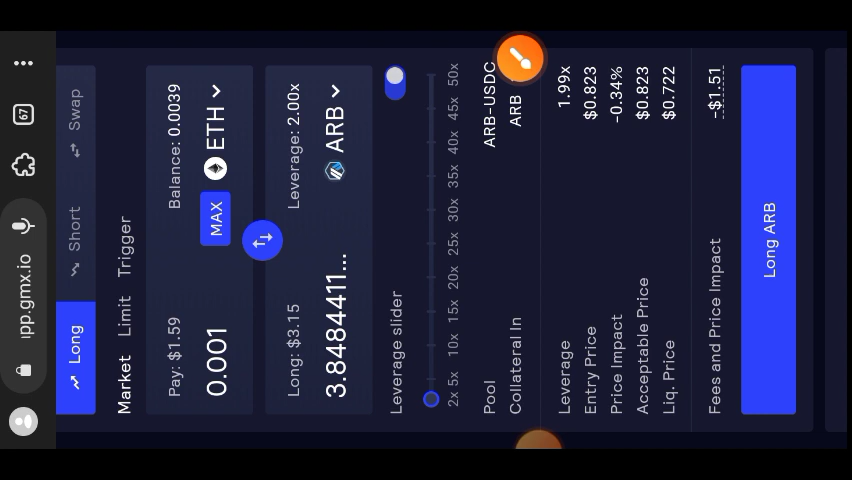 app.gmx.io
67
Long
Short
Swap
Market
Limit
Trigger
Pay: $1.59
Balance: 0.0039
0.001
MAX
ETH
Long: $3.15
Leverage: 2.00x
3.8484411...
ARB
Leverage slider
2x 5x 10x 15x 20x 25x 30x 35x 40x 45x 50x
Pool ARB-USDC
Collateral In ARB
Leverage 1.99x
Entry Price $0.823
Price Impact -0.34%
Acceptable Price $0.823
Liq. Price $0.722
Fees and Price Impact -$1.51
Long ARB